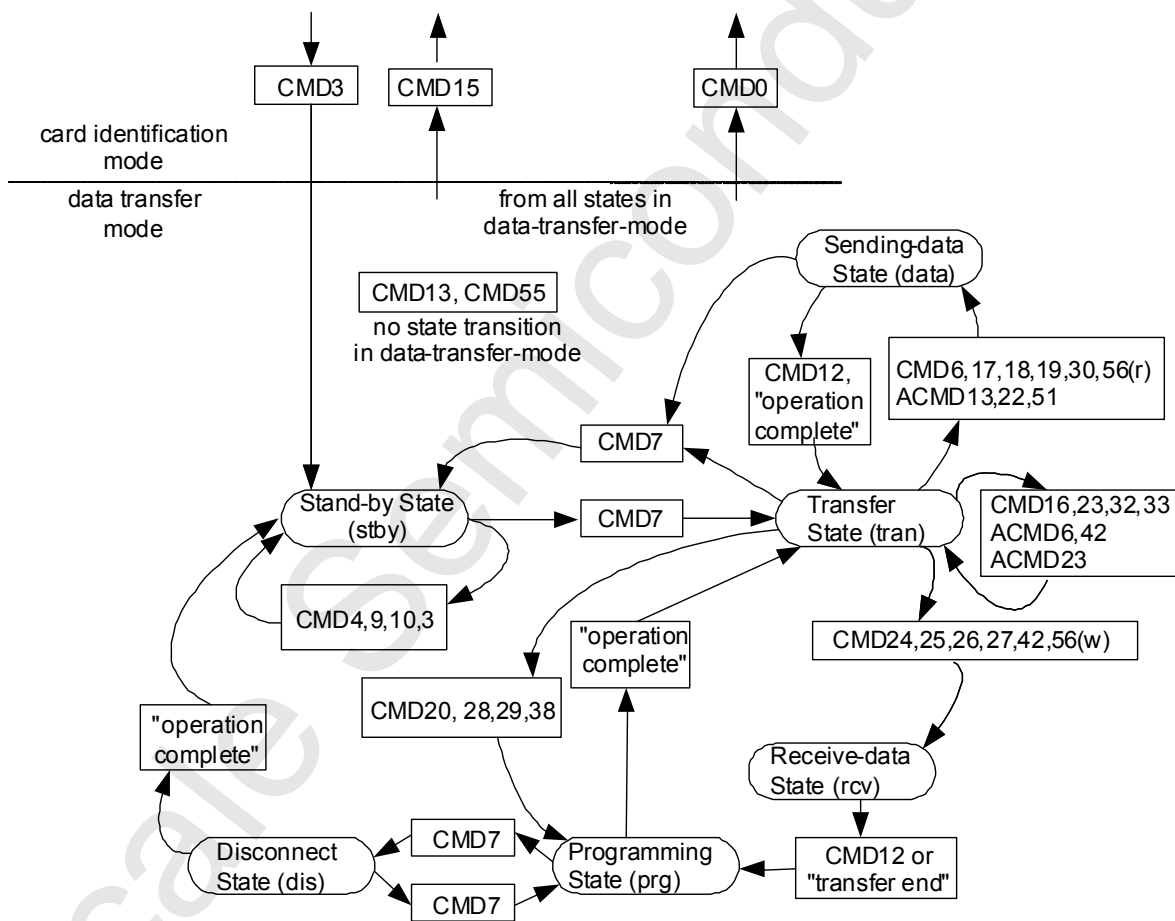 CMD3
CMD15
CMD0
card identification
mode
data transfer
mode
from all states in
data-transfer-mode
Sending-data
State (data)
CMD13, CMD55
no state transition
in data-transfer-mode
CMD12,
"operation
complete"
CMD6,17,18,19,30,56(r)
ACMD13,22,51
CMD7
Stand-by State
(stby)
CMD7
Transfer
State (tran)
CMD16,23,32,33
ACMD6,42
ACMD23
CMD4,9,10,3
"operation
complete"
CMD24,25,26,27,42,56(w)
CMD20, 28,29,38
"operation
complete"
Receive-data
State (rcv)
CMD7
Disconnect
State (dis)
Programming
State (prg)
CMD12 or
"transfer end"
CMD7
cale Semicondu